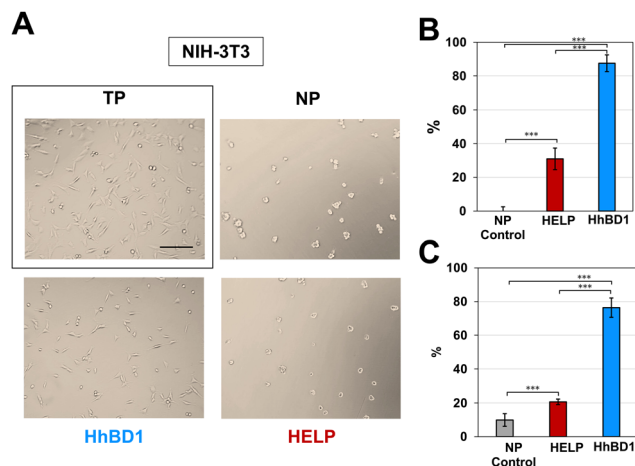 A
NIH-3T3
TP
NP
HhBD1
HELP
B
100
80
60
40
20
0
%
***
***
***
NP
Control
HELP
HhBD1
C
100
80
60
40
20
0
%
***
***
***
NP
Control
HELP
HhBD1